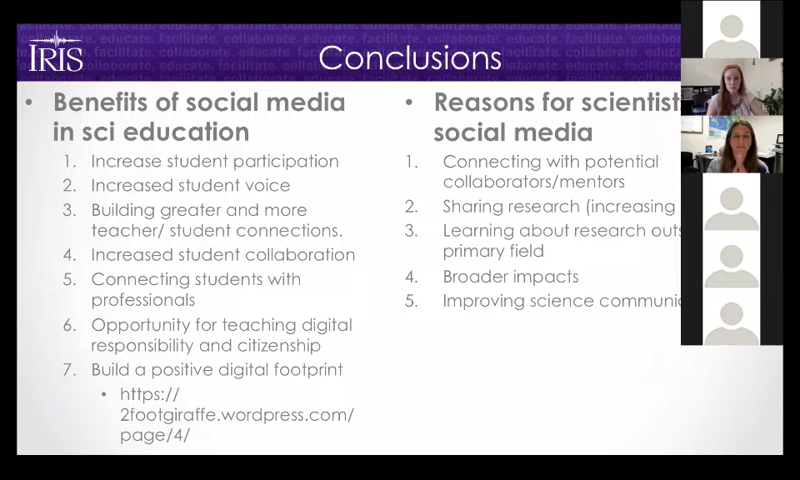 IRIS
Conclusions
• Benefits of social media
in sci education
1. Increase student participation
2. Increased student voice
3. Building greater and more
teacher/ student connections.
4. Increased student collaboration
5. Connecting students with
professionals
6. Opportunity for teaching digital
responsibility and citizenship
7. Build a positive digital footprint
• https://
2footgiraffe.wordpress.com/
page/4/
• Reasons for scientist
social media
1. Connecting with potential
collaborators/mentors
2. Sharing research (increasing
3. Learning about research outs
primary field
4. Broader impacts
5. Improving science communic